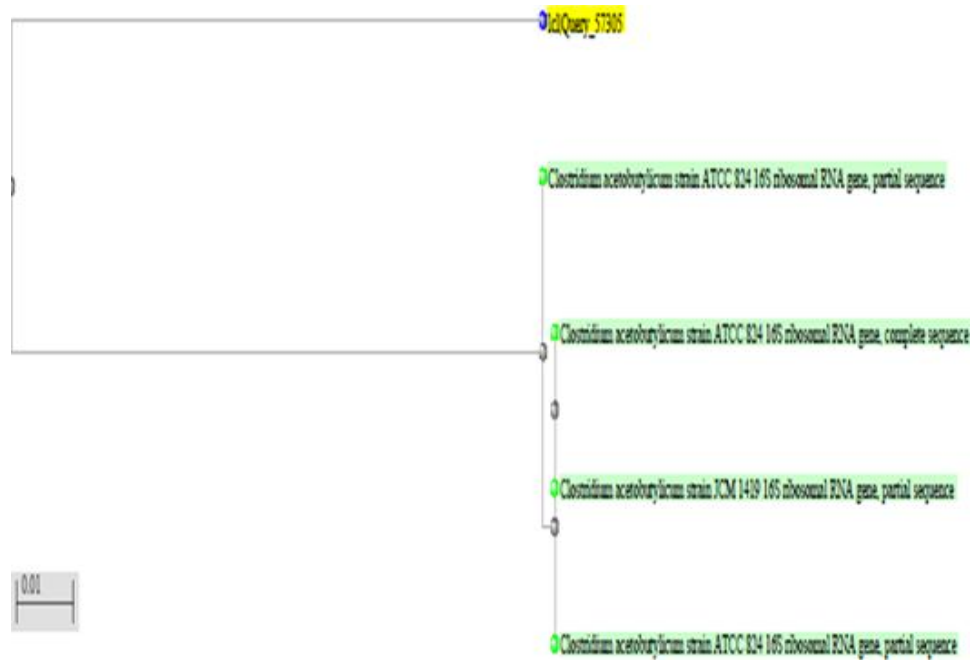 lcl|Query_57305
Clostridium acetobutylicum strain ATCC 824 16S ribosomal RNA gene, partial sequence
Clostridium acetobutylicum strain ATCC 824 16S ribosomal RNA gene, complete sequence
Clostridium acetobutylicum strain JCM 1419 16S ribosomal RNA gene, partial sequence
0.01
Clostridium acetobutylicum strain ATCC 824 16S ribosomal RNA gene, partial sequence